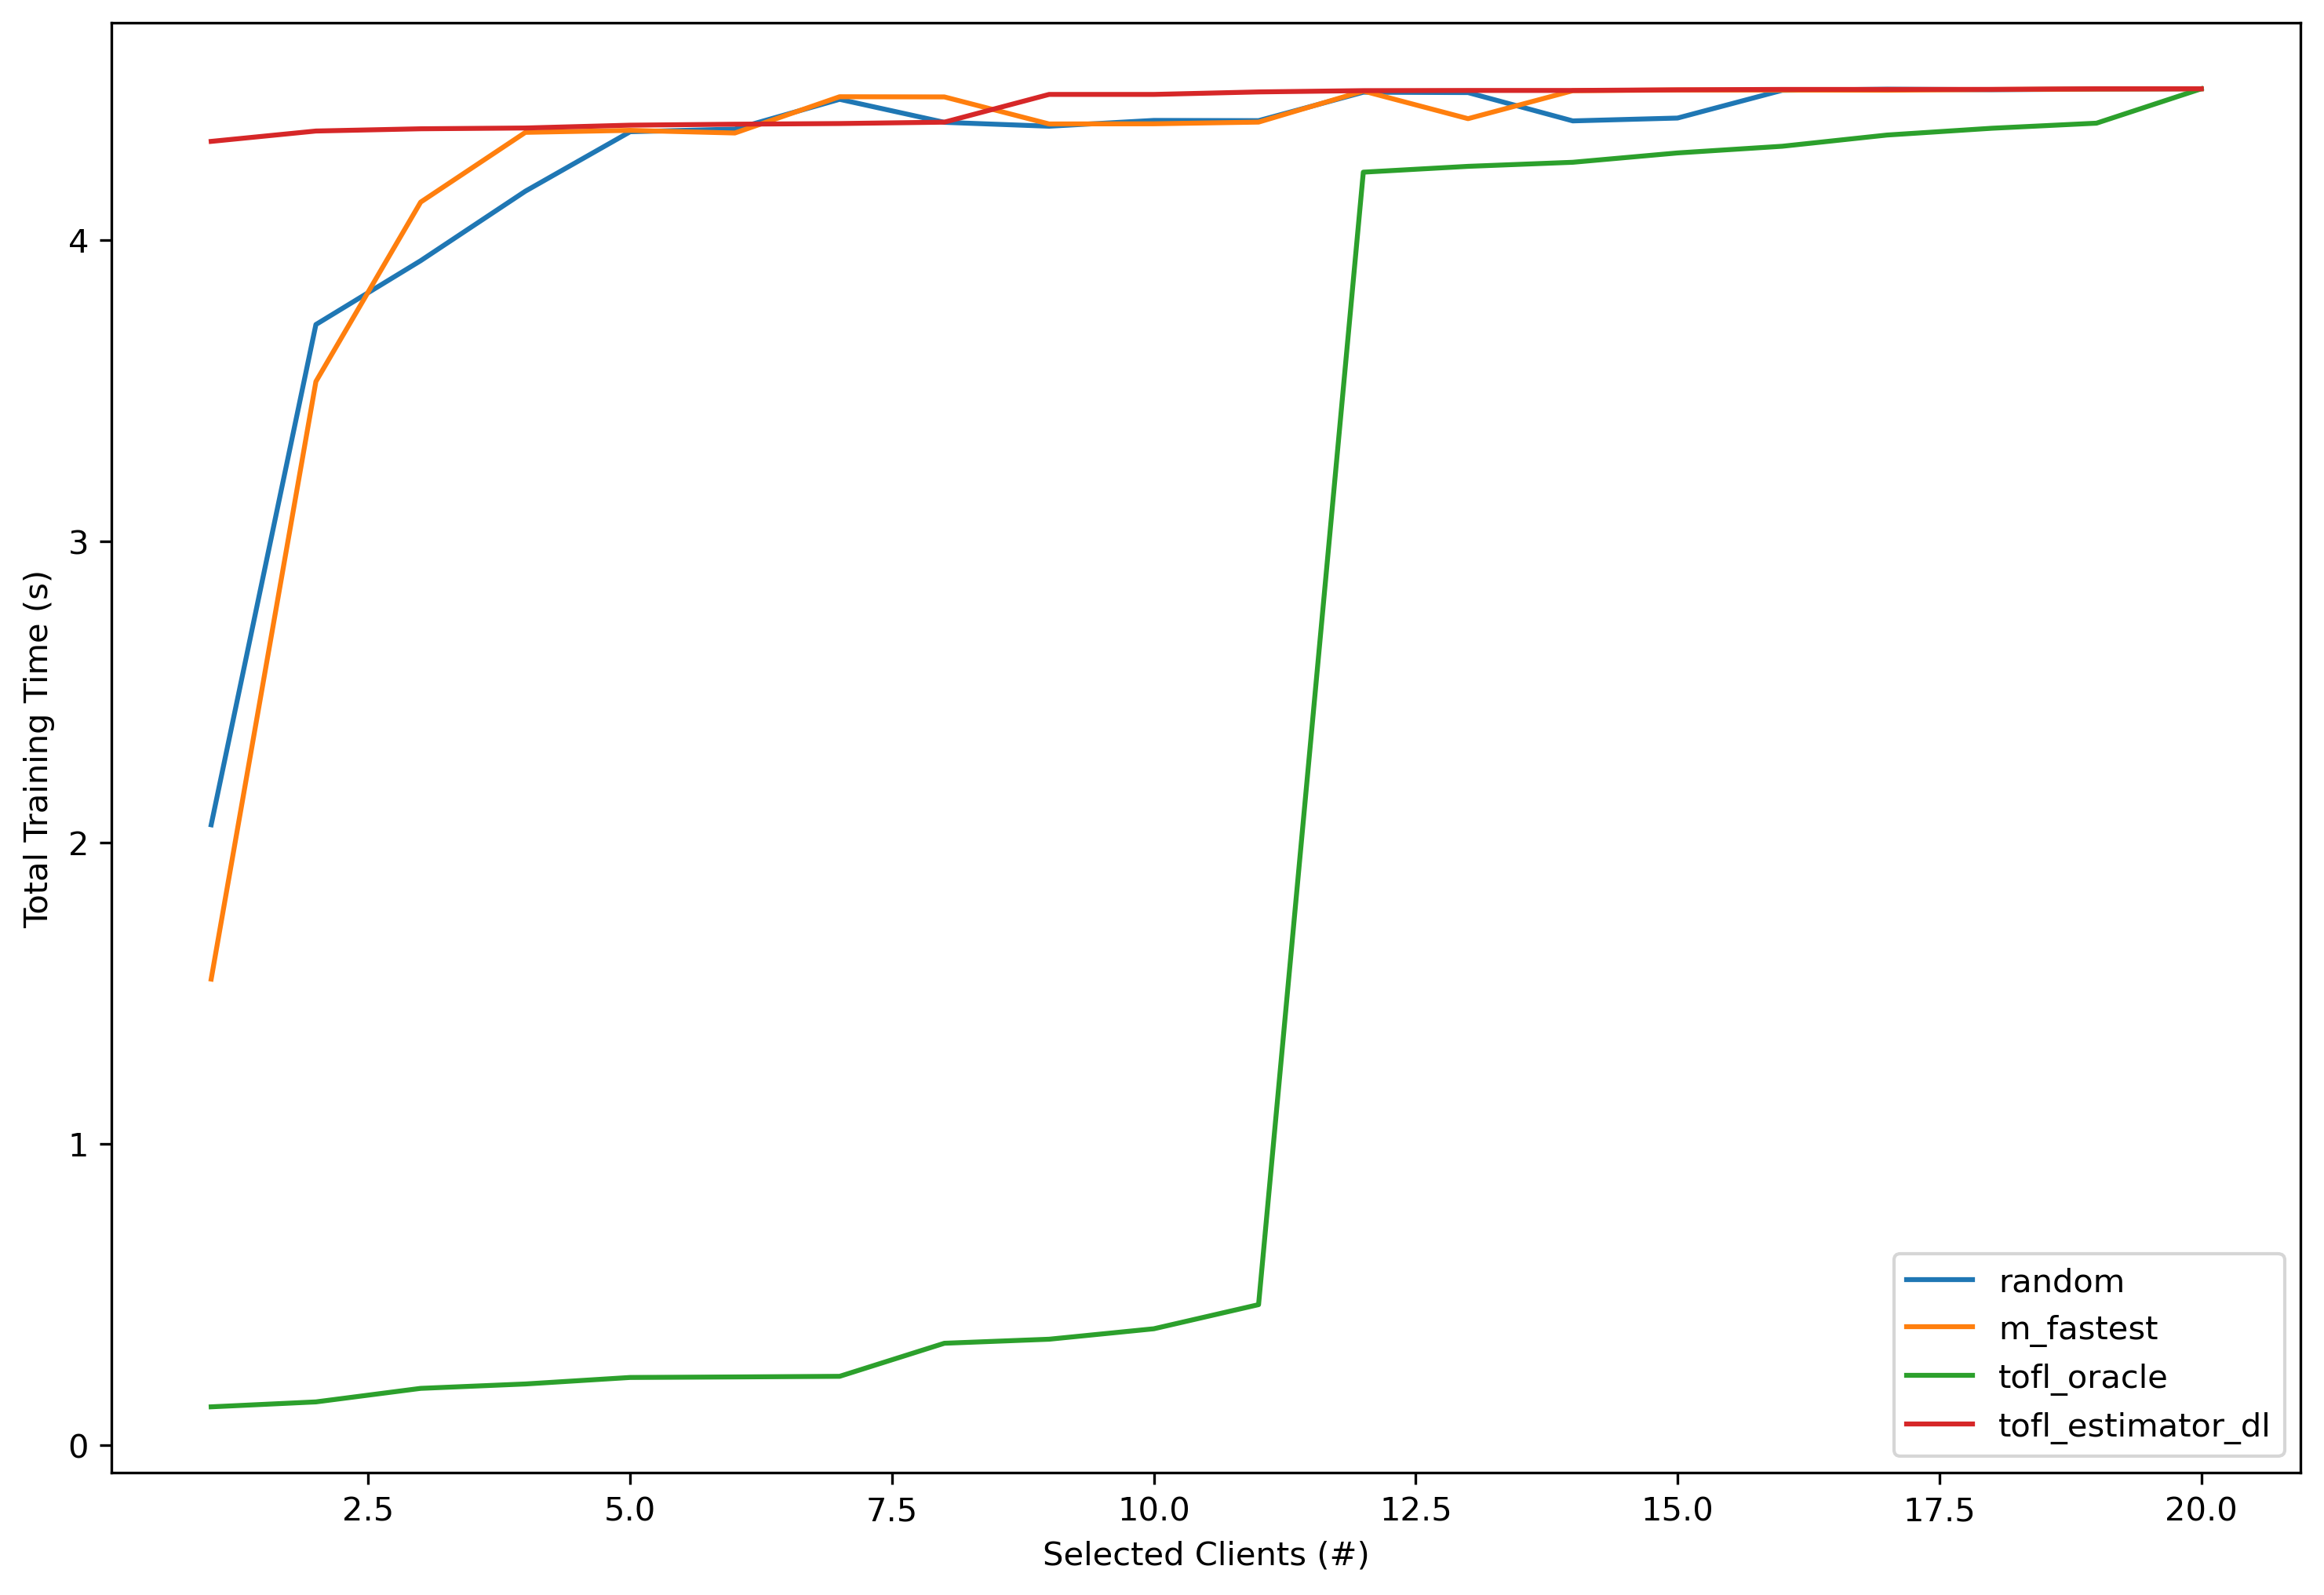 Total Training Time (s)
4
3
2
1
0
2.5 5.0 7.5 10.0 12.5 15.0 17.5 20.0
Selected Clients (#)
random
m_fastest
tofl_oracle
tofl_estimator_dl